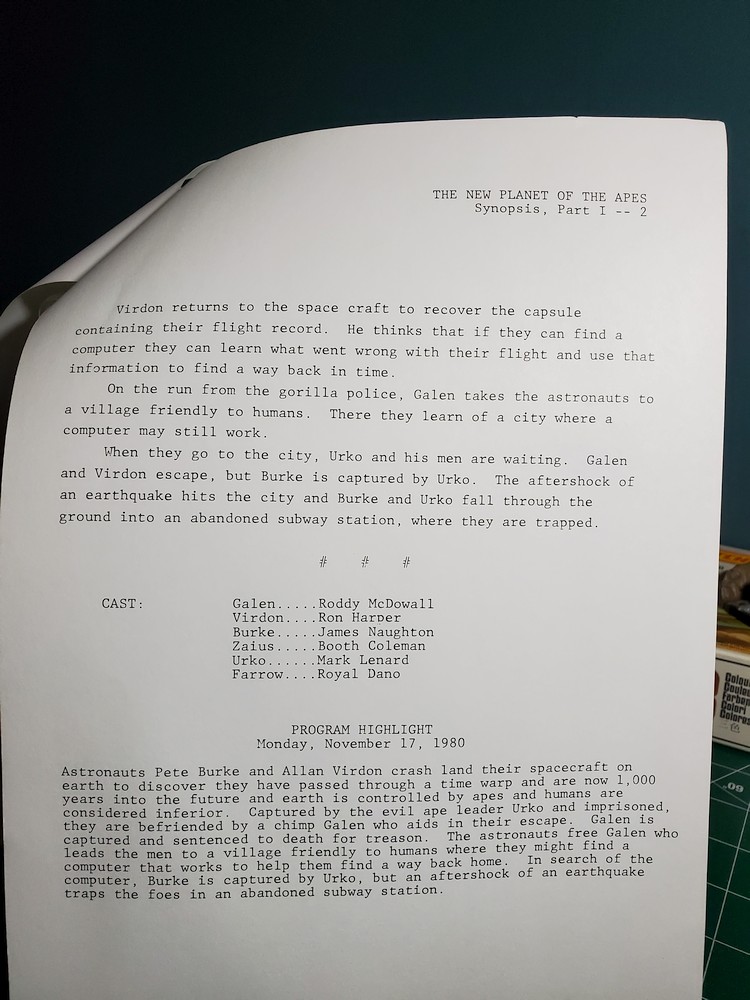 THE NEW PLANET OF THE APES
Synopsis, Part I -- 2
Virdon returns to the space craft to recover the capsule
containing their flight record. He thinks that if they can find a
computer they can learn what went wrong with their flight and use that
information to find a way back in time.
On the run from the gorilla police, Galen takes the astronauts to
a village friendly to humans. There they learn of a city where a
computer may still work.
When they go to the city, Urko and his men are waiting. Galen
and Virdon escape, but Burke is captured by Urko. The aftershock of
an earthquake hits the city and Burke and Urko fall through the
ground into an abandoned subway station, where they are trapped.
# # #
CAST: Galen.....Roddy McDowall
Virdon....Ron Harper
Burke.....James Naughton
Zaius.....Booth Coleman
Urko......Mark Lenard
Farrow....Royal Dano
PROGRAM HIGHLIGHT
Monday, November 17, 1980
Astronauts Pete Burke and Allan Virdon crash land their spacecraft on
earth to discover they have passed through a time warp and are now 1,000
years into the future and earth is controlled by apes and humans are
considered inferior. Captured by the evil ape leader Urko and imprisoned,
they are befriended by a chimp Galen who aids in their escape. Galen is
captured and sentenced to death for treason. The astronauts free Galen who
leads the men to a village friendly to humans where they might find a
computer that works to help them find a way back home. In search of the
computer, Burke is captured by Urko, but an aftershock of an earthquake
traps the foes in an abandoned subway station.
60°